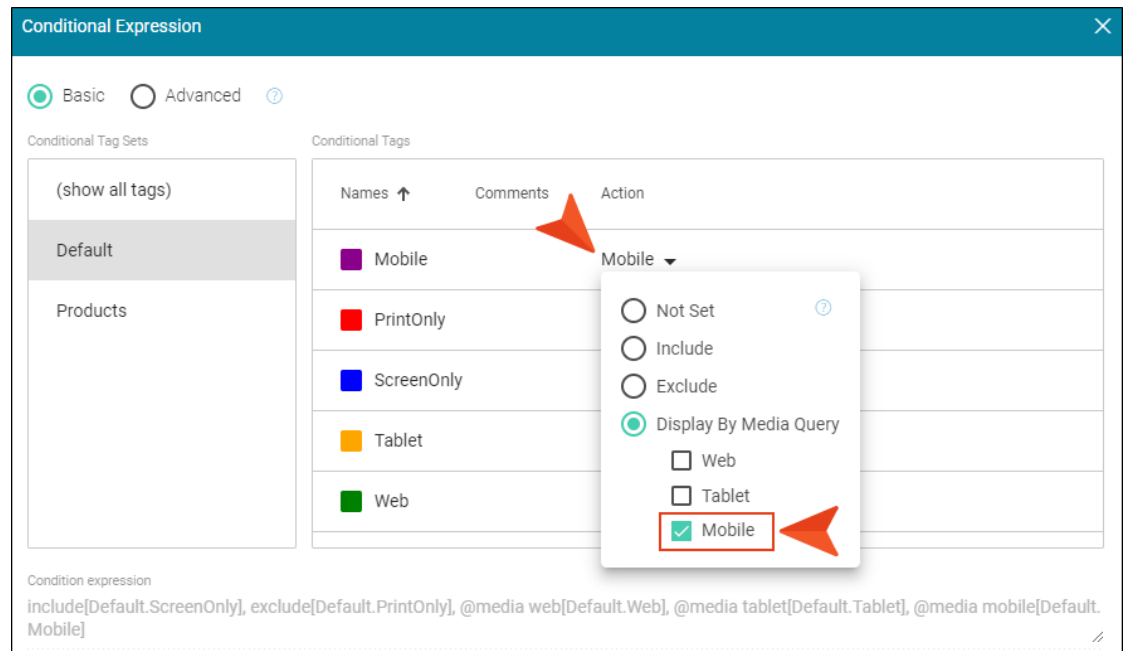 Conditional Expression
Basic Advanced
Conditional Tag Sets
Conditional Tags
(show all tags)
Names Comments Action
Default
Mobile Mobile
Products
PrintOnly
Not Set
Include
ScreenOnly
Exclude
Display By Media Query
Tablet
Web
Tablet
Web
Mobile
Condition expression
include[Default.ScreenOnly], exclude[Default.PrintOnly], @media web[Default.Web], @media tablet[Default.Tablet], @media mobile[Default.
Mobile]